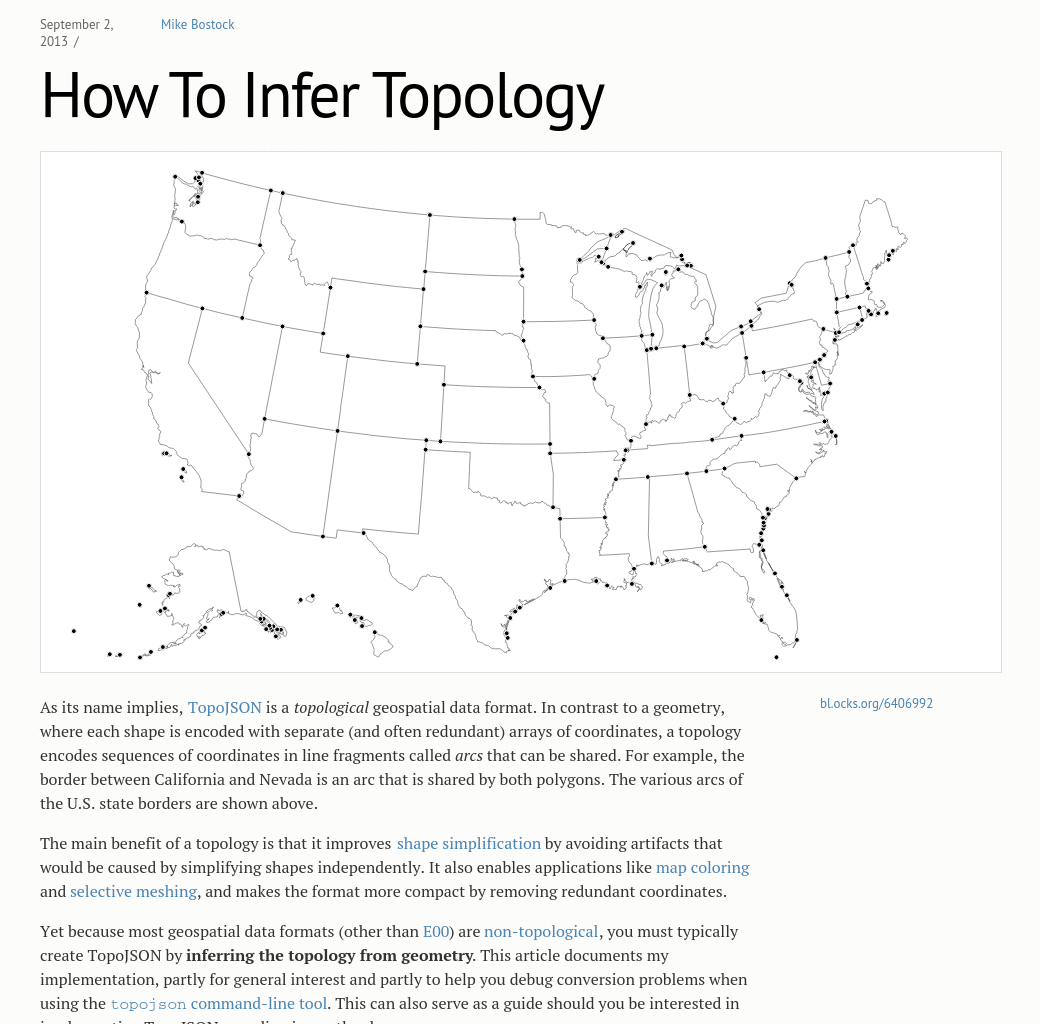 September 2,
2013 /
Mike Bostock
How To Infer Topology
As its name implies, TopoJSON is a topological geospatial data format. In contrast to a geometry,
where each shape is encoded with separate (and often redundant) arrays of coordinates, a topology
encodes sequences of coordinates in line fragments called arcs that can be shared. For example, the
border between California and Nevada is an arc that is shared by both polygons. The various arcs of
the U.S. state borders are shown above.
bl.ocks.org/6406992
The main benefit of a topology is that it improves shape simplification by avoiding artifacts that
would be caused by simplifying shapes independently. It also enables applications like map coloring
and selective meshing, and makes the format more compact by removing redundant coordinates.
Yet because most geospatial data formats (other than E00) are non-topological, you must typically
create TopoJSON by inferring the topology from geometry. This article documents my
implementation, partly for general interest and partly to help you debug conversion problems when
using the topojson command-line tool. This can also serve as a guide should you be interested in